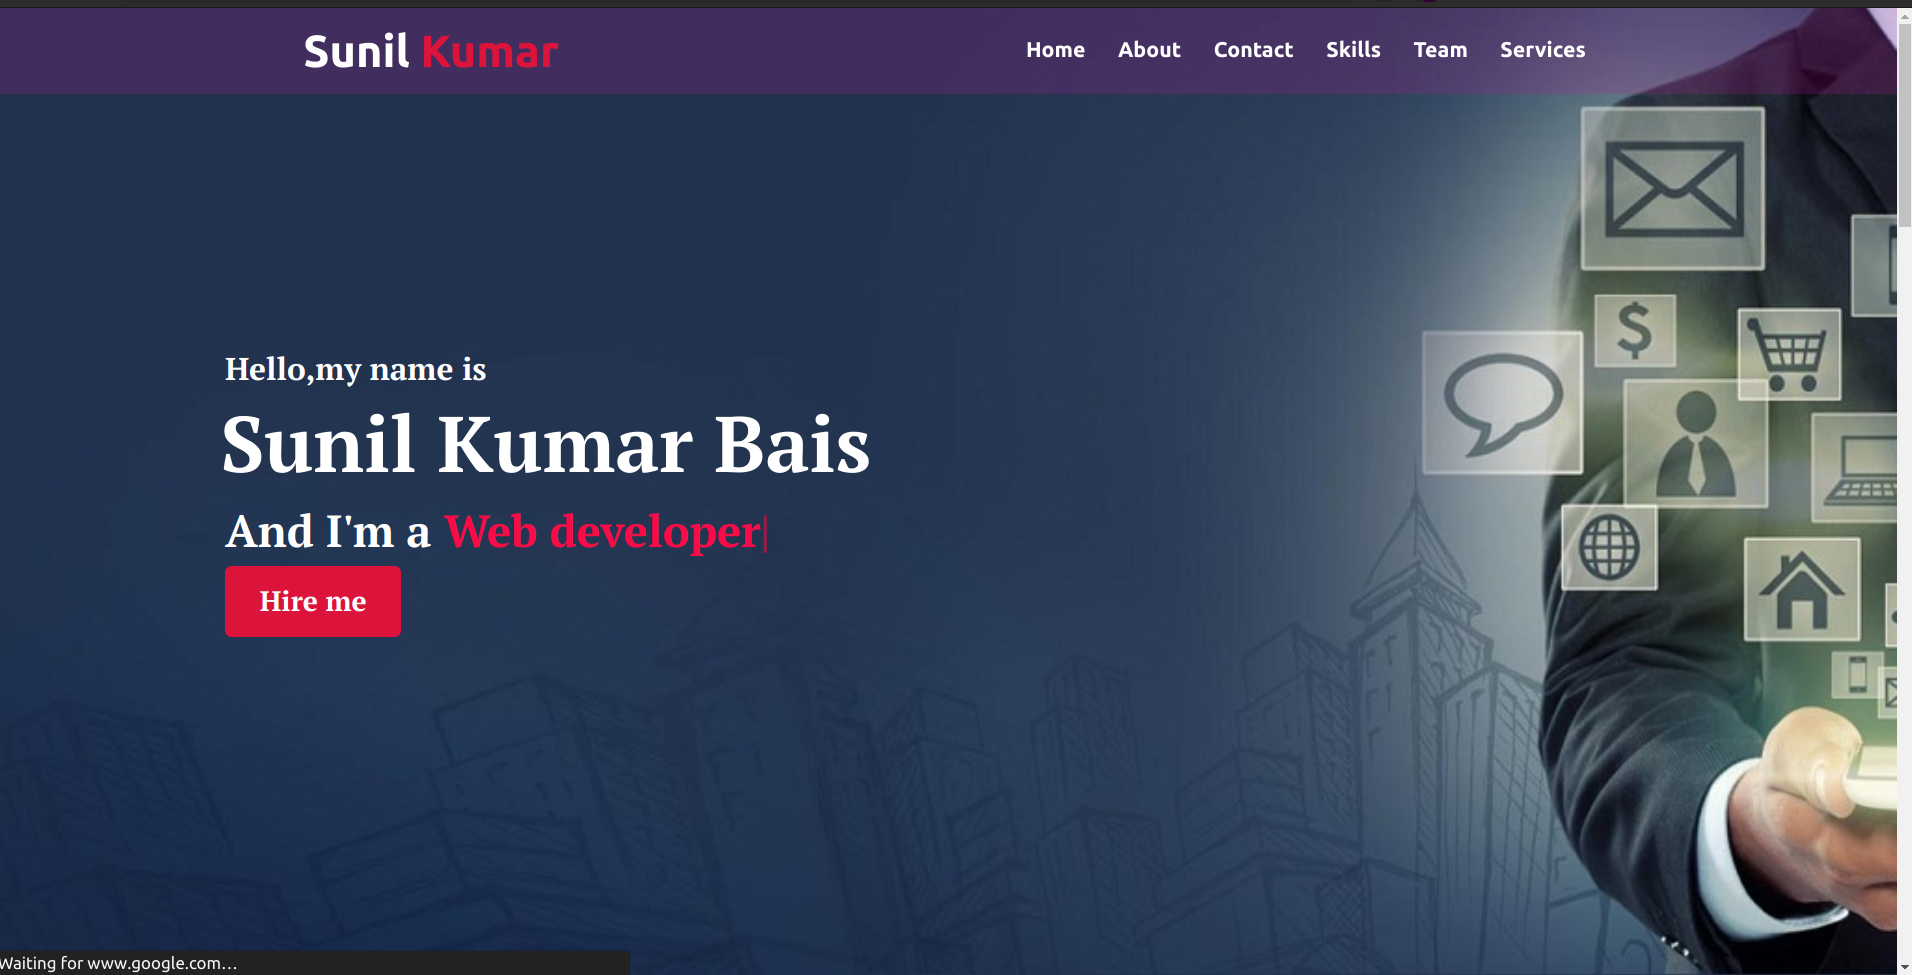 Sunil Kumar
Home About Contact Skills Team Services
Hello,my name is
Sunil Kumar Bais
And I'm a Web developer
Hire me
$
Waiting for www.google.com…